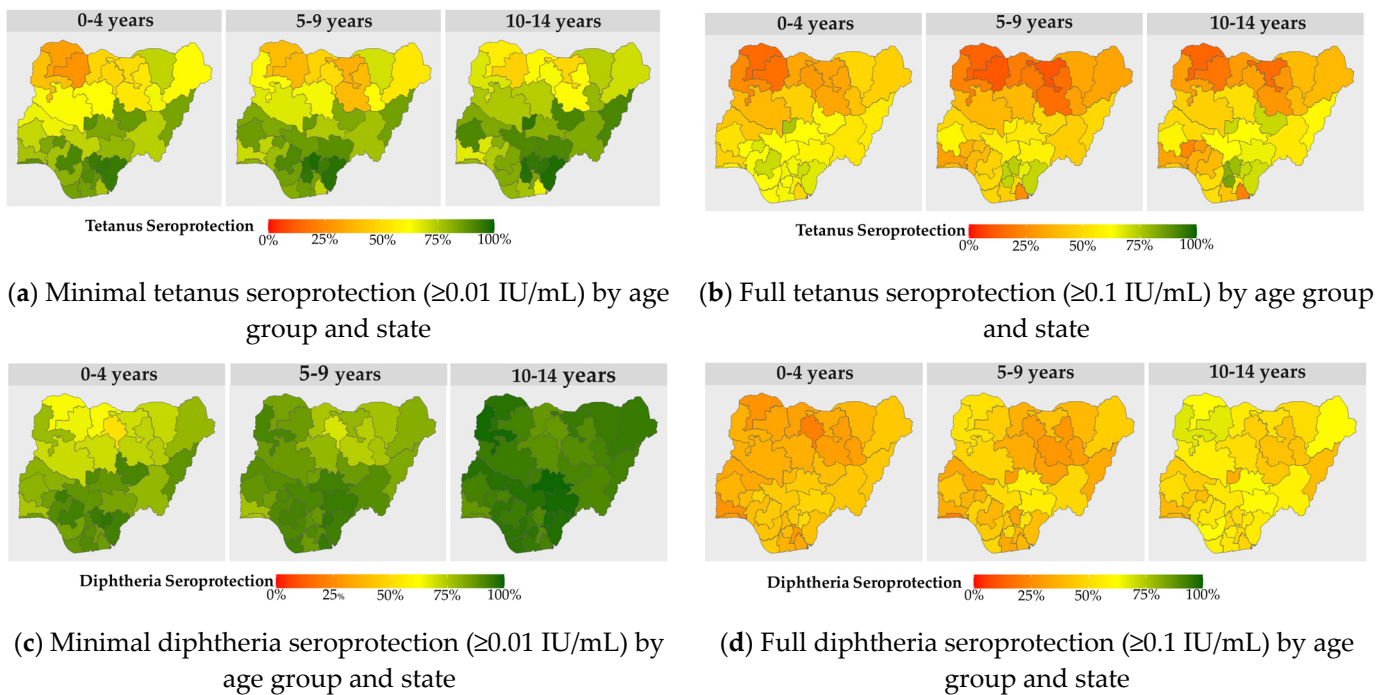 0-4 years 5-9 years 10-14 years
Tetanus Seroprotection
0% 25% 50% 75% 100%
(a) Minimal tetanus seroprotection (≥0.01 IU/mL) by age
group and state
0-4 years 5-9 years 10-14 years
Tetanus Seroprotection
0% 25% 50% 75% 100%
(b) Full tetanus seroprotection (≥0.1 IU/mL) by age group
and state
0-4 years 5-9 years 10-14 years
Diphtheria Seroprotection
0% 25% 50% 75% 100%
(c) Minimal diphtheria seroprotection (≥0.01 IU/mL) by
age group and state
0-4 years 5-9 years 10-14 years
Diphtheria Seroprotection
0% 25% 50% 75% 100%
(d) Full diphtheria seroprotection (≥0.1 IU/mL) by age
group and state